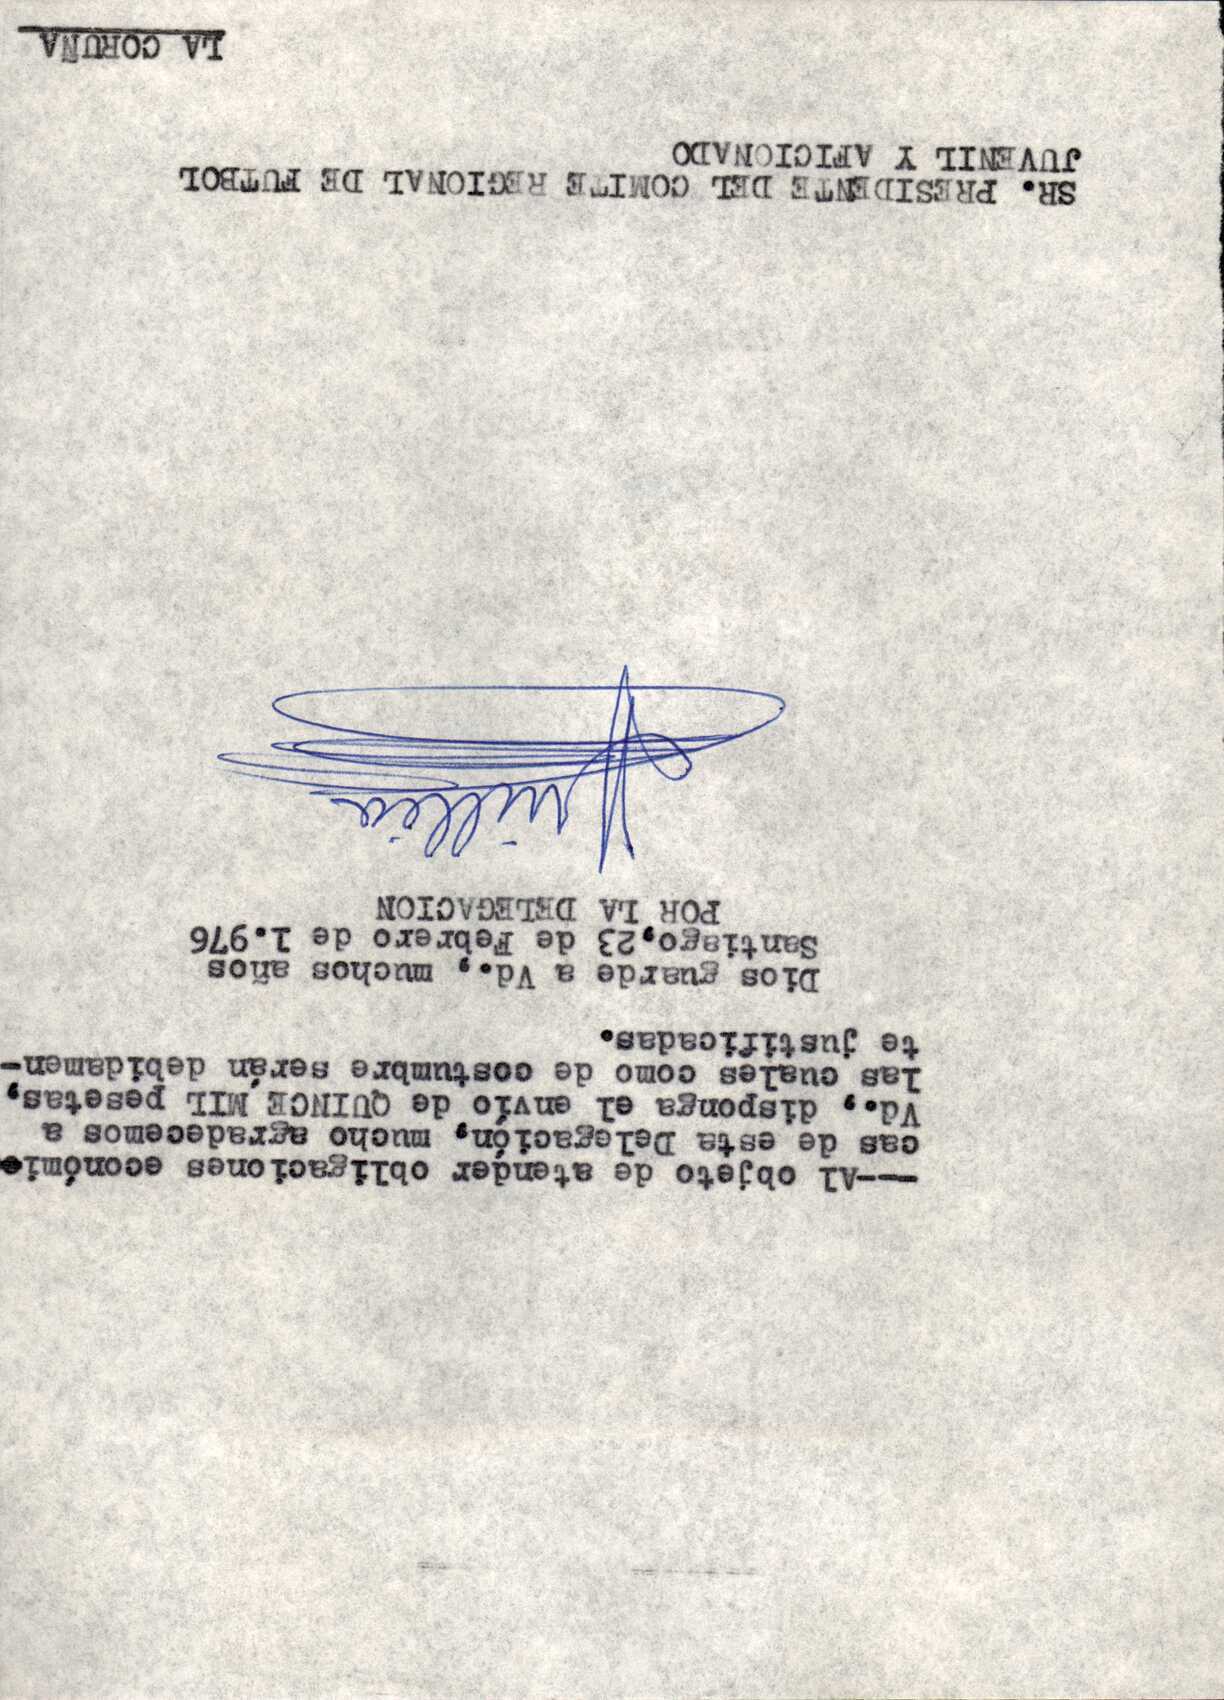 ---Al objeto de atender obligaciones económi
cas de esta Delegación, mucho agradecemos a
Vd., disponga el envío de QUINCE MIL pesetas,
las cuales como de costumbre serán debidamen-
te justificadas.
Dios guarde a Vd., muchos años
Santiago,23 de Febrero de 1.976
POR LA DELEGACION
SR. PRESIDENTE DEL COMITE REGIONAL DE FUTBOL
JUVENIL Y AFICIONADO
LA CORUÑA